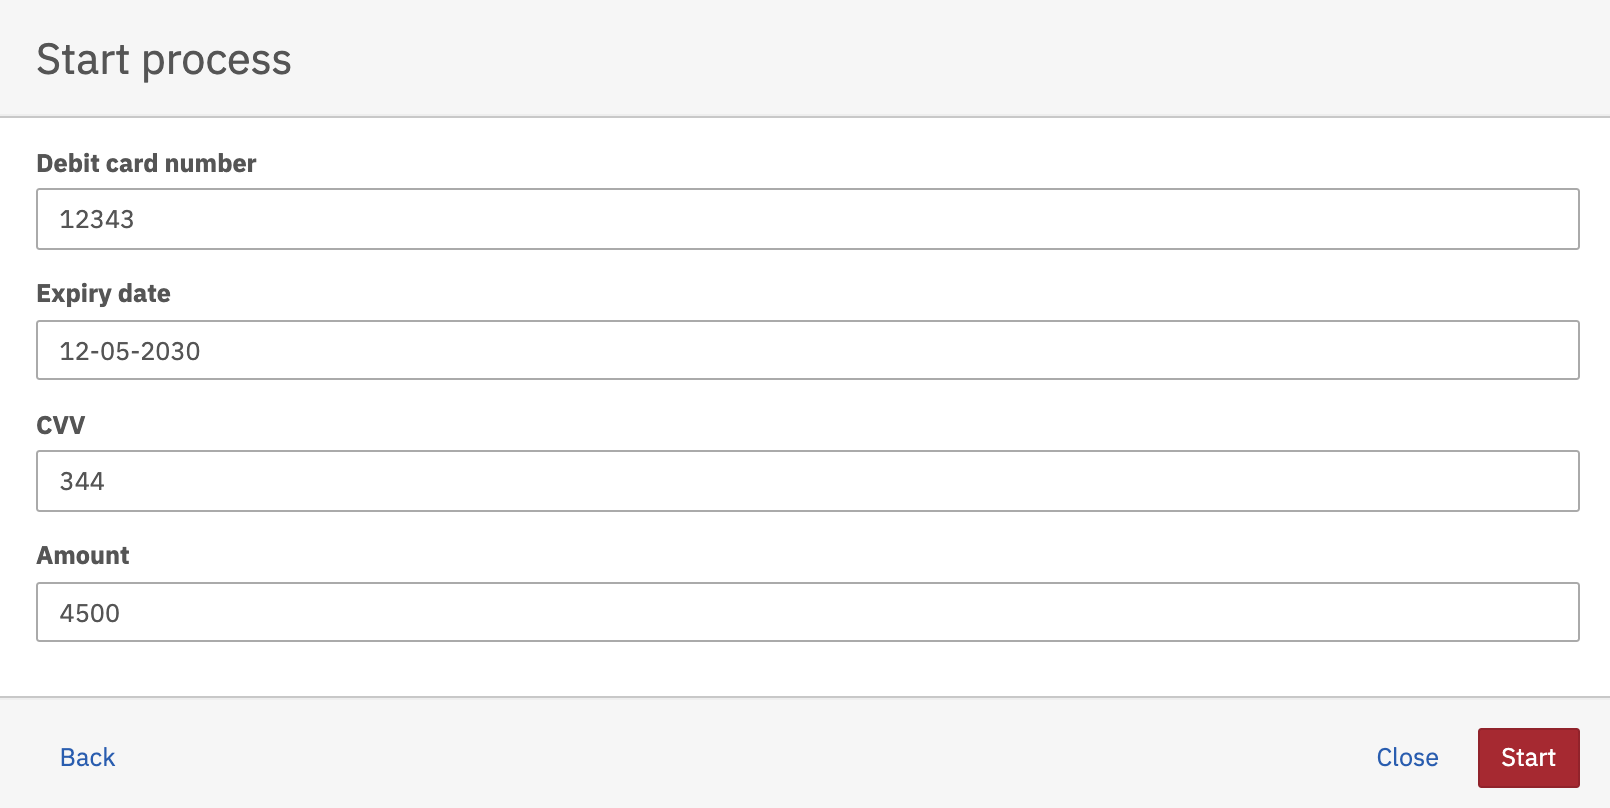 Start process
Debit card number
12343
Expiry date
12-05-2030
CVV
344
Amount
4500
Back
Close
Start